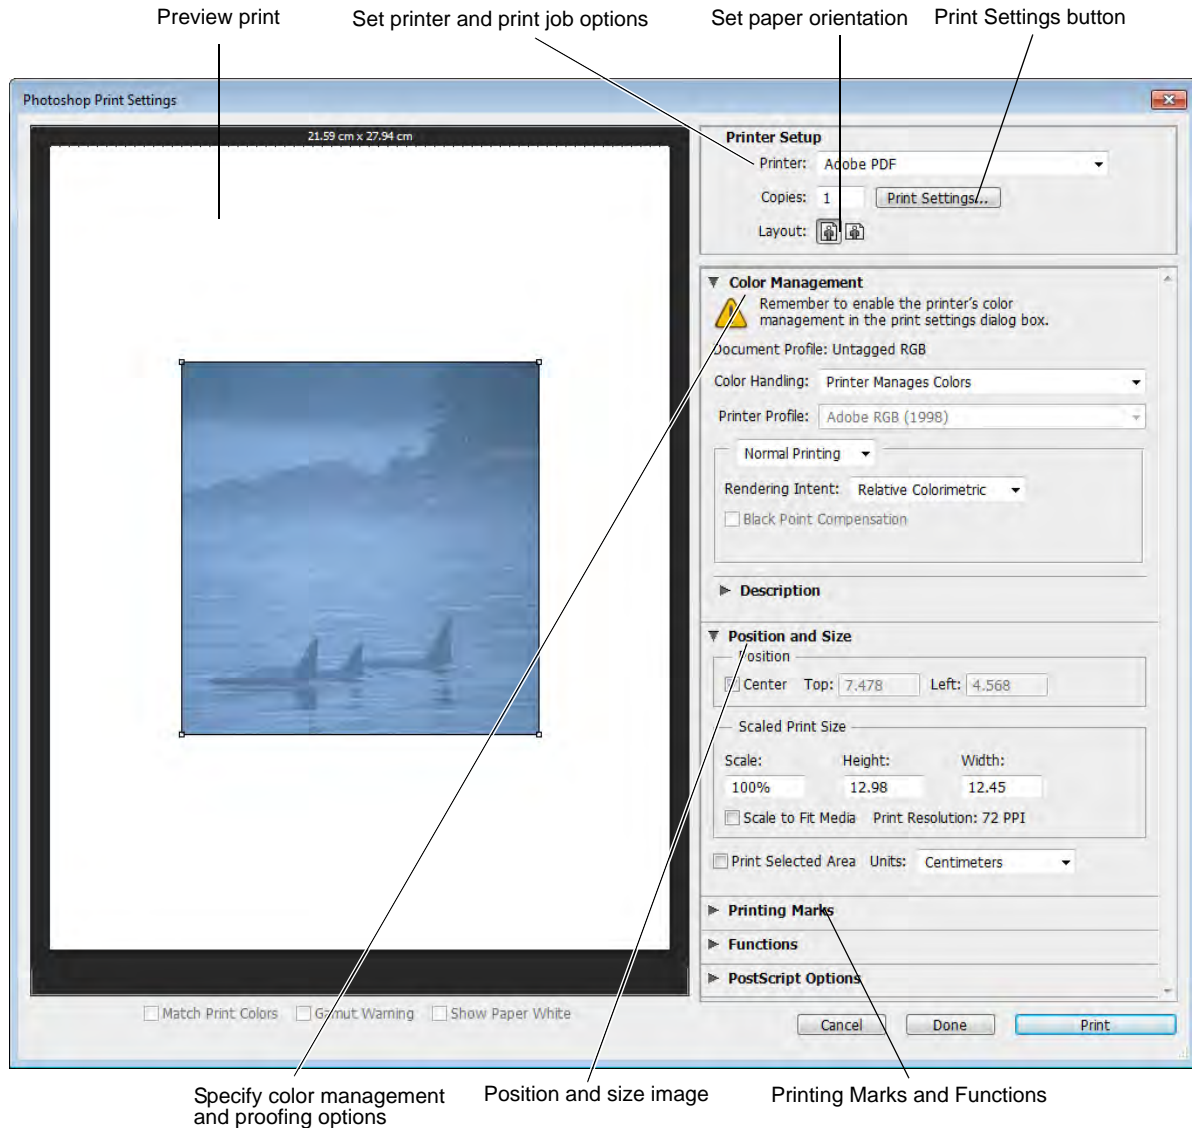 Preview print
Set printer and print job options
Set paper orientation
Print Settings button
Photoshop Print Settings
21.59 cm x 27.94 cm
Printer Setup
Printer: Adobe PDF
Copies: 1 Print Settings...
Layout:
Color Management
Remember to enable the printer's color
management in the print settings dialog box.
Document Profile: Untagged RGB
Color Handling: Printer Manages Colors
Printer Profile: Adobe RGB (1998)
Normal Printing
Rendering Intent: Relative Colorimetric
Black Point Compensation
Description
Position and Size
Position
Center Top: 7.478 Left: 4.568
Scaled Print Size
Scale: Height: Width:
100% 12.98 12.45
Scale to Fit Media Print Resolution: 72 PPI
Print Selected Area Units: Centimeters
Printing Marks
Functions
PostScript Options
Match Print Colors Gamut Warning Show Paper White
Cancel Done Print
Specify color management
and proofing options
Position and size image
Printing Marks and Functions